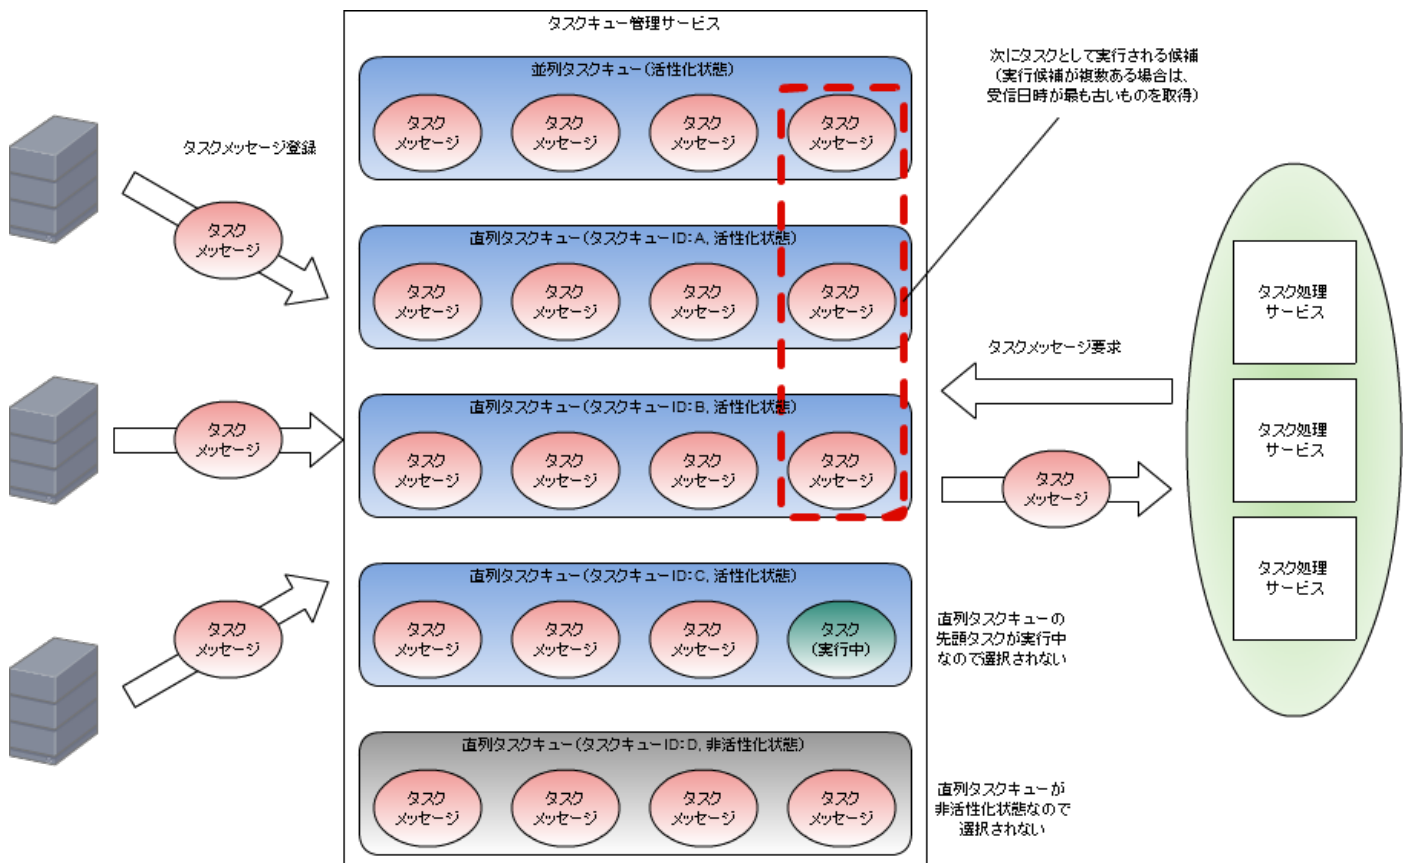 タスクキュー管理サービス
並列タスクキュー(活性化状態)
タスク
メッセージ
タスク
メッセージ
タスク
メッセージ
タスク
メッセージ
次にタスクとして実行される候補
(実行候補が複数ある場合は、
受信日時が最も古いものを取得)
タスクメッセージ登録
タスク
メッセージ
直列タスクキュー(タスクキューID:A, 活性化状態)
タスク
メッセージ
タスク
メッセージ
タスク
メッセージ
タスク
メッセージ
タスク処理
サービス
タスクメッセージ要求
タスク
メッセージ
直列タスクキュー(タスクキューID:B, 活性化状態)
タスク
メッセージ
タスク
メッセージ
タスク
メッセージ
タスク
メッセージ
タスク
メッセージ
タスク処理
サービス
タスク
メッセージ
直列タスクキュー(タスクキューID:C, 活性化状態)
タスク
メッセージ
タスク
メッセージ
タスク
メッセージ
タスク
(実行中)
直列タスクキューの
先頭タスクが実行中
なので選択されない
タスク処理
サービス
直列タスクキュー(タスクキューID:D, 非活性化状態)
タスク
メッセージ
タスク
メッセージ
タスク
メッセージ
タスク
メッセージ
直列タスクキューが
非活性化状態なので
選択されない